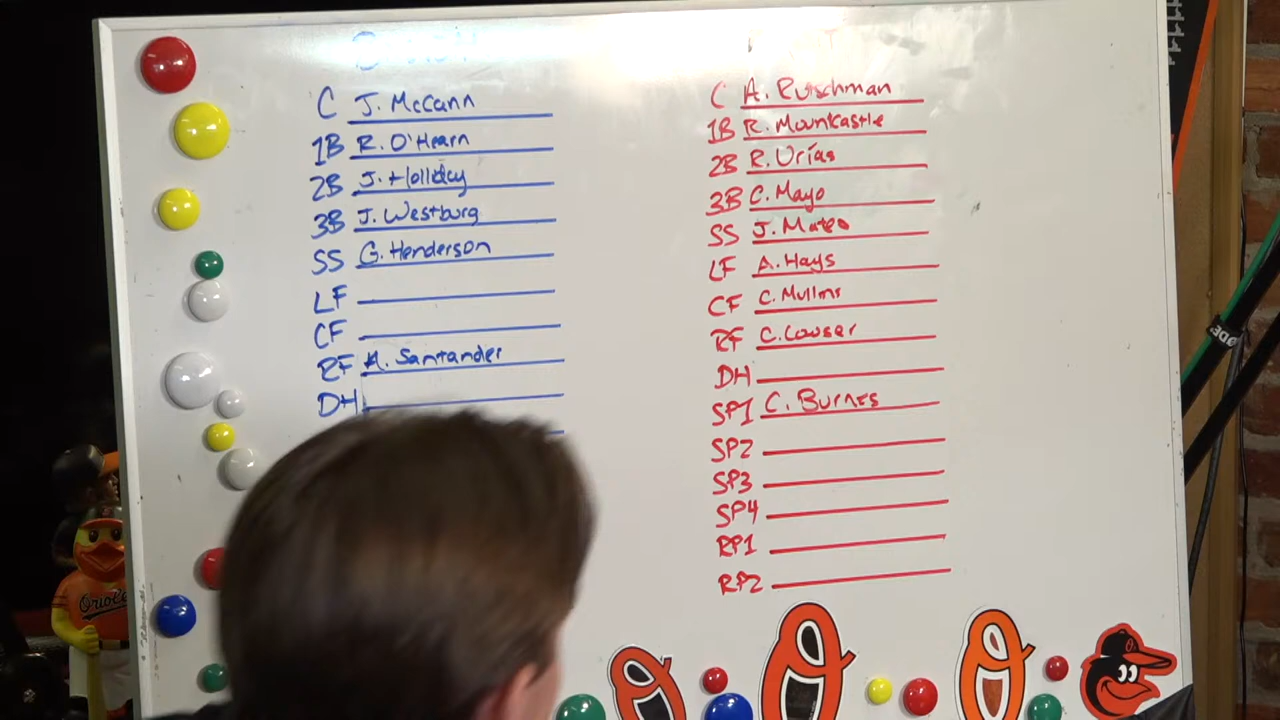 C J. McCann
1B R. O'Hearn
2B J. Holliday
3B J. Westburg
SS G. Henderson
LF
CF
RF A. Santander
DH
C A. Rutschman
1B R. Mountcastle
2B R. Urías
3B C. Mayo
SS J. Mateo
LF A. Hays
CF C. Mullins
RF C. Cowser
DH
SP1 C. Burnes
SP2
SP3
SP4
RP1
RP2
Orioles